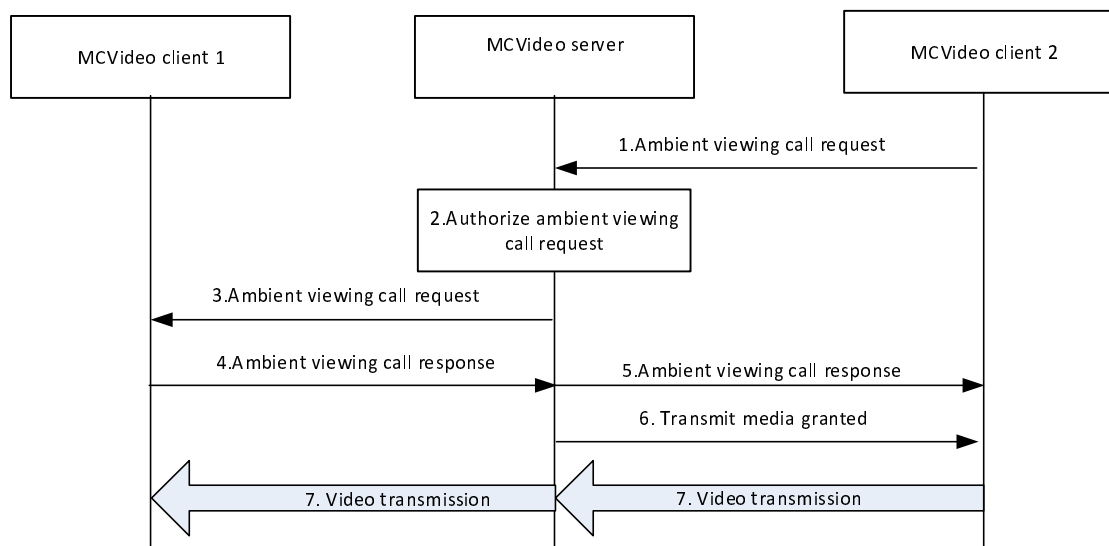 MCVideo client 1
MCVideo server
MCVideo client 2
1.Ambient viewing call request
2.Authorize ambient viewing
call request
3.Ambient viewing call request
4.Ambient viewing call response
5.Ambient viewing call response
6. Transmit media granted
7. Video transmission
7. Video transmission